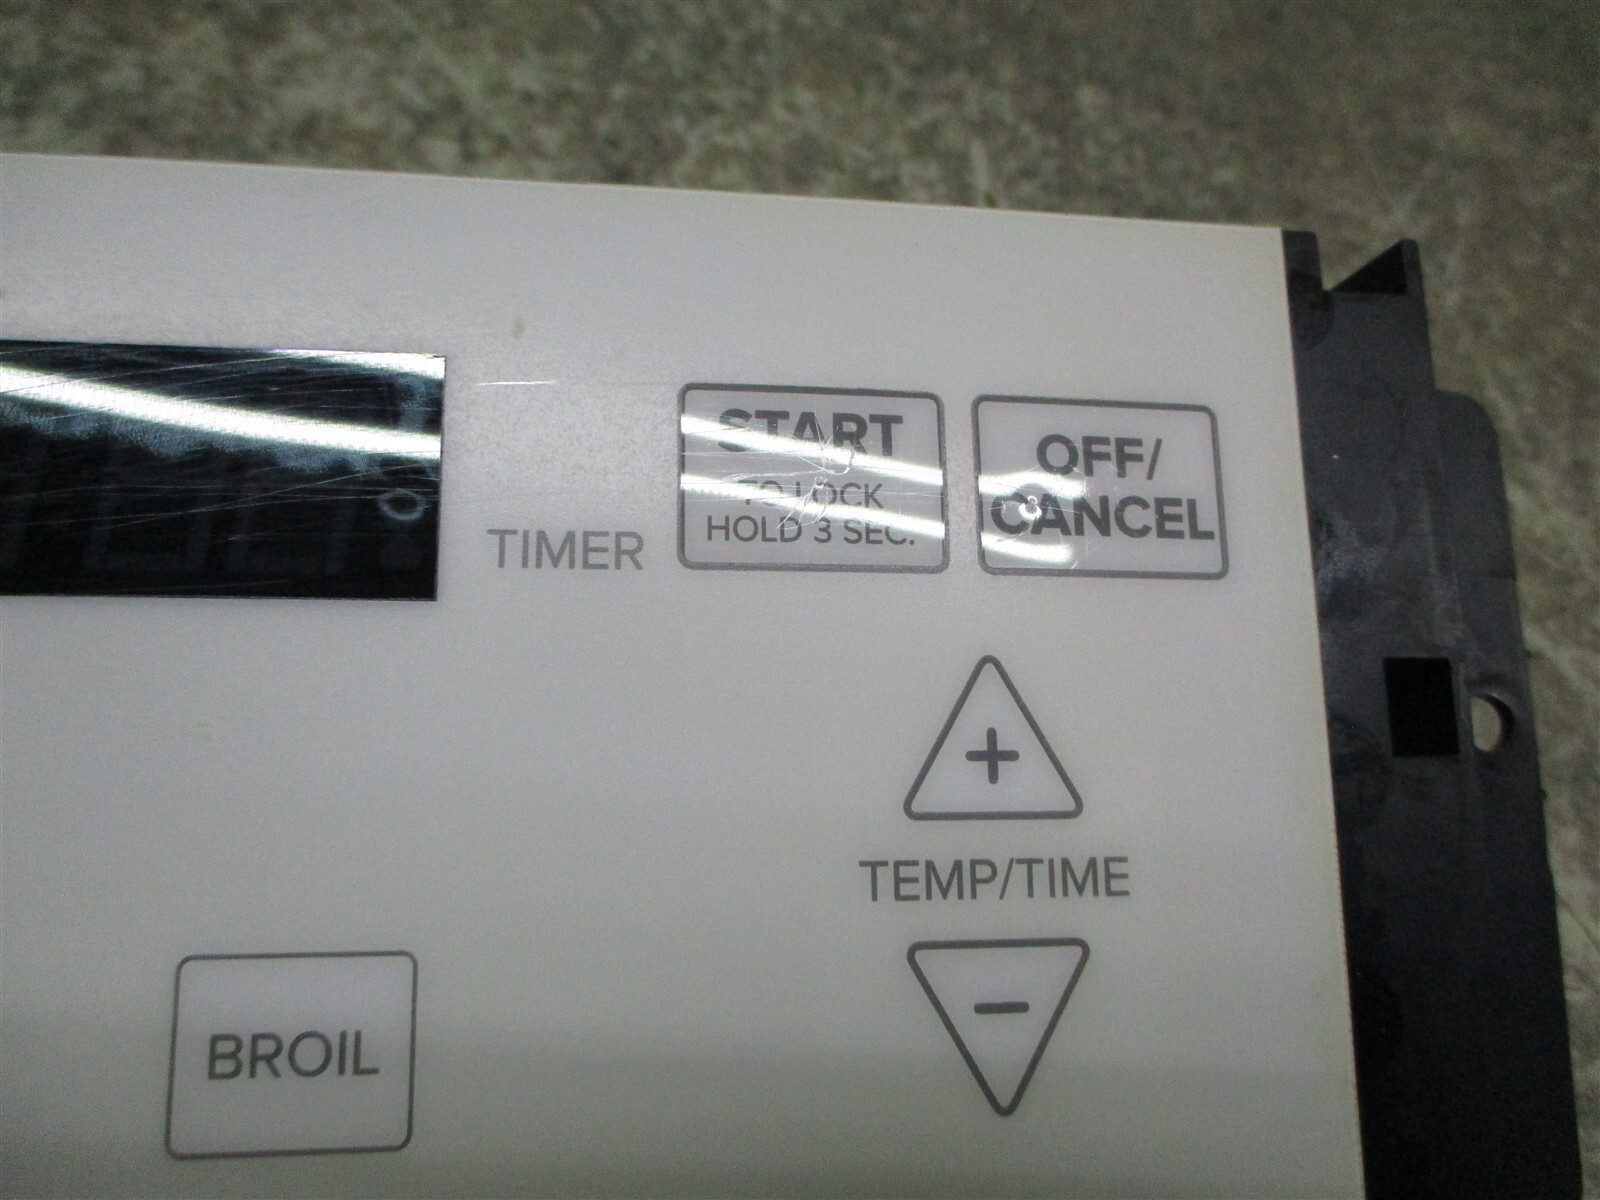 START
TO LOCK
HOLD 3 SEC.
OFF/
CANCEL
TIMER
+
TEMP/TIME
−
BROIL